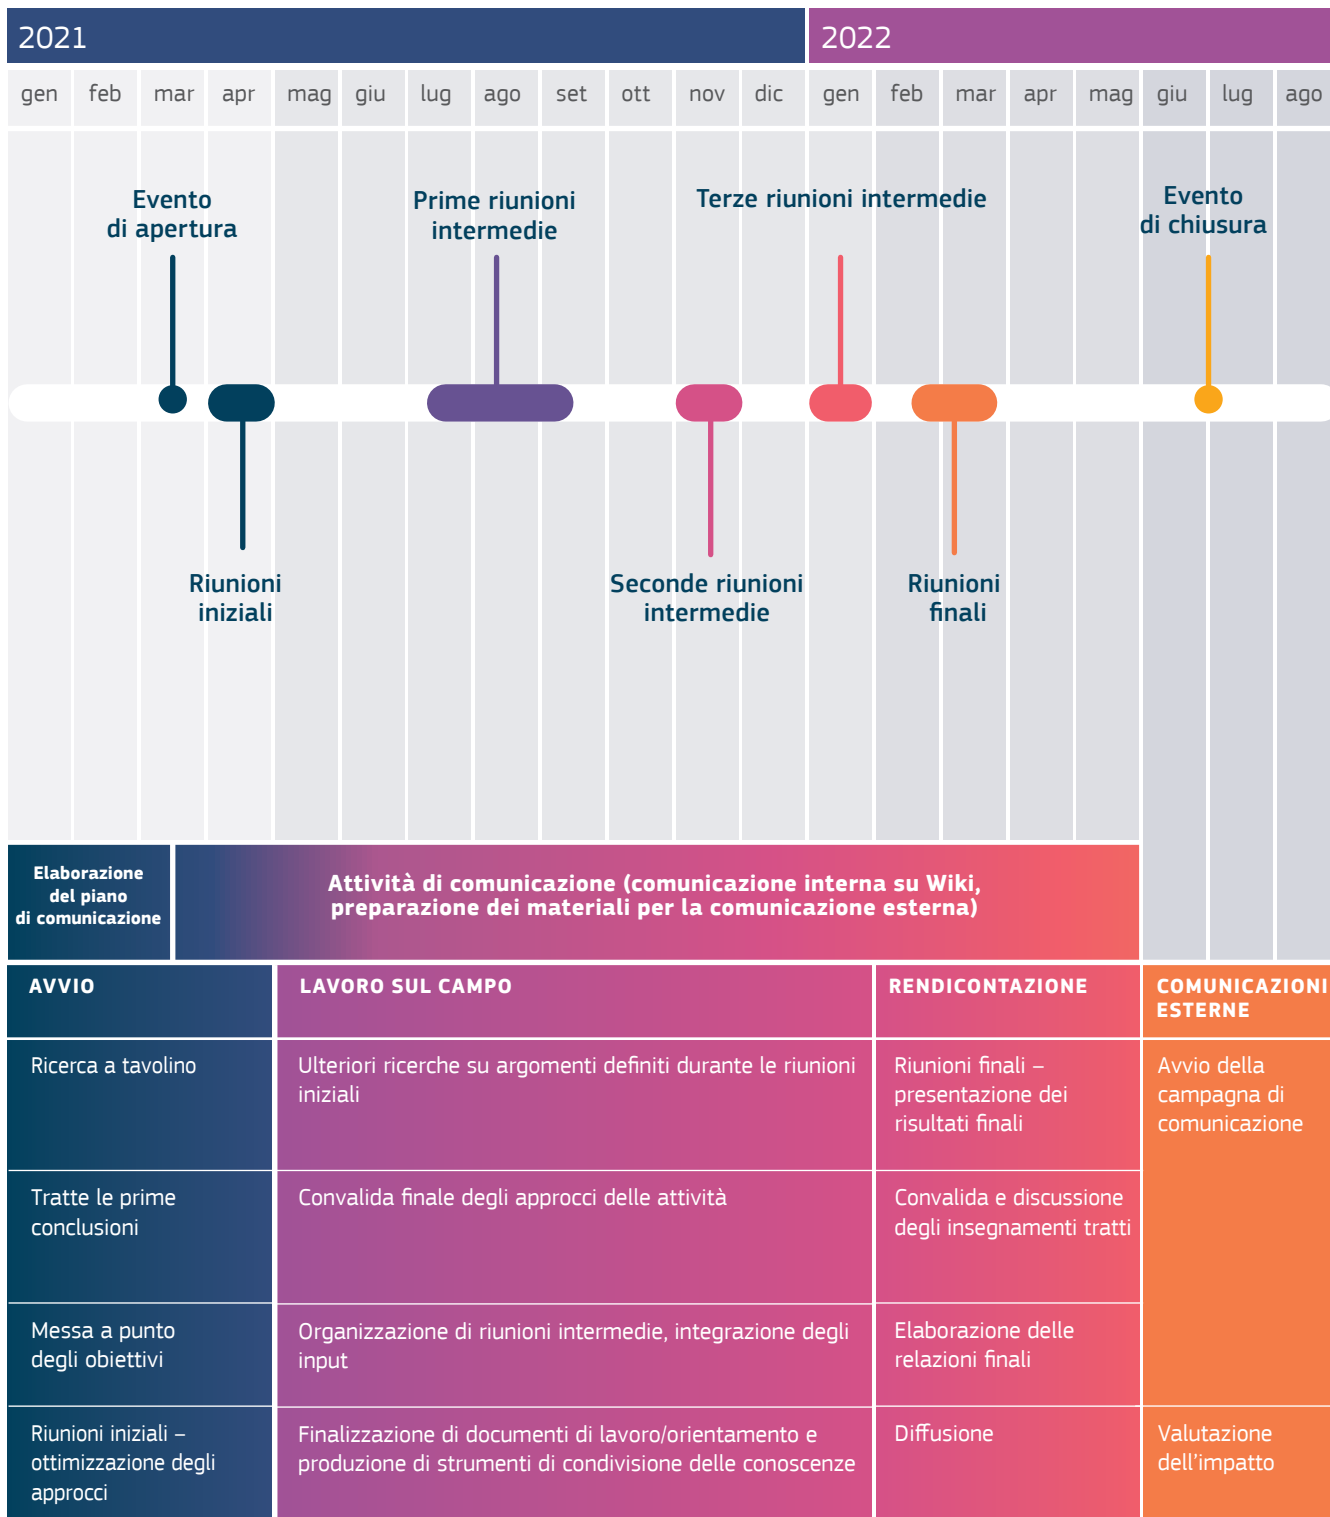 2021
2022
gen feb mar apr mag giu lug ago set ott nov dic gen feb mar apr mag giu lug ago
Evento
di apertura
Prime riunioni
intermedie
Terze riunioni intermedie
Evento
di chiusura
Riunioni
iniziali
Seconde riunioni
intermedie
Riunioni
finali
Elaborazione
del piano
di comunicazione
Attività di comunicazione (comunicazione interna su Wiki,
preparazione dei materiali per la comunicazione esterna)
AVVIO
LAVORO SUL CAMPO
RENDICONTAZIONE
COMUNICAZIONI
ESTERNE
Ricerca a tavolino
Ulteriori ricerche su argomenti definiti durante le riunioni
iniziali
Riunioni finali –
presentazione dei
risultati finali
Avvio della
campagna di
comunicazione
Tratte le prime
conclusioni
Convalida finale degli approcci delle attività
Convalida e discussione
degli insegnamenti tratti
Messa a punto
degli obiettivi
Organizzazione di riunioni intermedie, integrazione degli
input
Elaborazione delle
relazioni finali
Riunioni iniziali –
ottimizzazione degli
approcci
Finalizzazione di documenti di lavoro/orientamento e
produzione di strumenti di condivisione delle conoscenze
Diffusione
Valutazione
dell'impatto